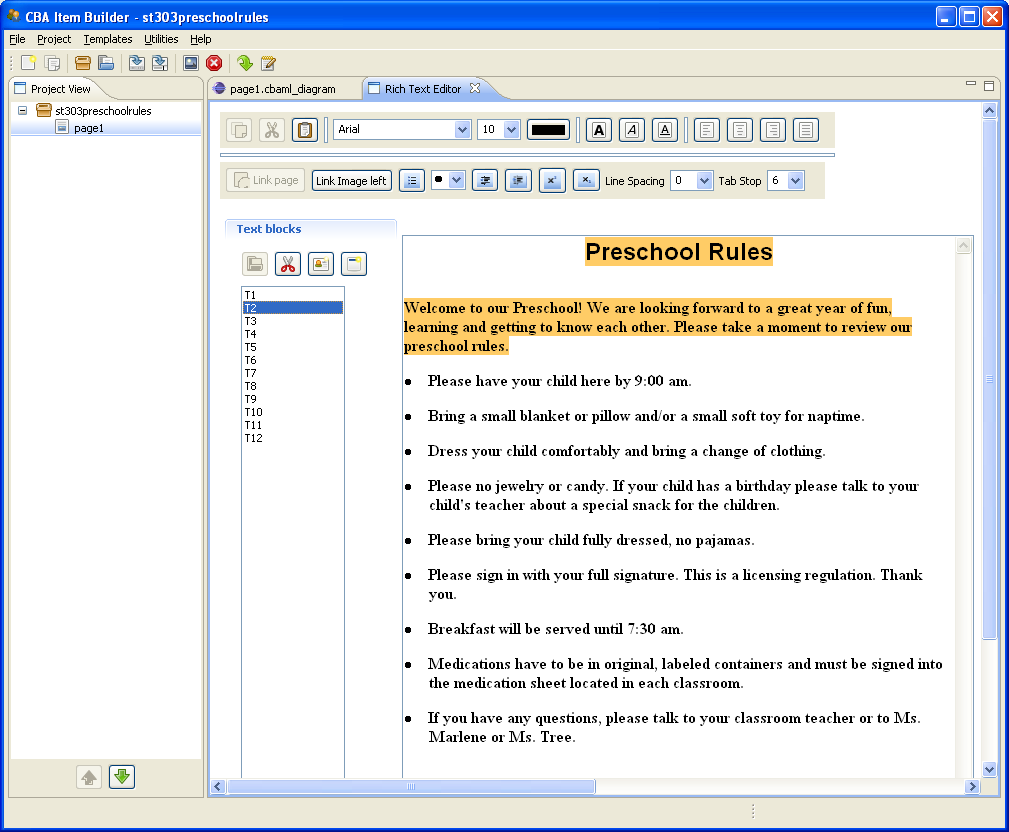 CBA Item Builder - st303preschoolrules
File Project Templates Utilities Help
Project View
page1.cbaml_diagram
Rich Text Editor
st303preschoolrules
page1
Arial
10
A A A
Link page
Link Image left
x² x₂
Line Spacing 0
Tab Stop 6
Text blocks
T1
T2
T3
T4
T5
T6
T7
T8
T9
T10
T11
T12
Preschool Rules
Welcome to our Preschool! We are looking forward to a great year of fun,
learning and getting to know each other. Please take a moment to review our
preschool rules.
● Please have your child here by 9:00 am.
● Bring a small blanket or pillow and/or a small soft toy for naptime.
● Dress your child comfortably and bring a change of clothing.
● Please no jewelry or candy. If your child has a birthday please talk to your
child's teacher about a special snack for the children.
● Please bring your child fully dressed, no pajamas.
● Please sign in with your full signature. This is a licensing regulation. Thank
you.
● Breakfast will be served until 7:30 am.
● Medications have to be in original, labeled containers and must be signed into
the medication sheet located in each classroom.
● If you have any questions, please talk to your classroom teacher or to Ms.
Marlene or Ms. Tree.